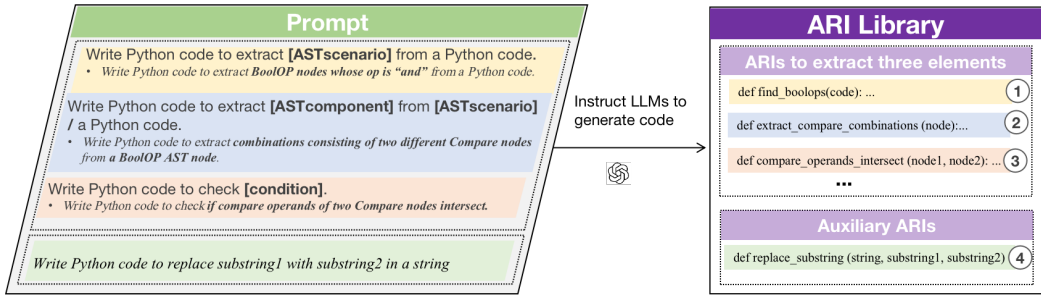 Prompt
Write Python code to extract [ASTscenario] from a Python code.
• Write Python code to extract BoolOP nodes whose op is “and” from a Python code.
Write Python code to extract [ASTcomponent] from [ASTscenario]
/ a Python code.
• Write Python code to extract combinations consisting of two different Compare nodes
from a BoolOP AST node.
Write Python code to check [condition].
• Write Python code to check if compare operands of two Compare nodes intersect.
Write Python code to replace substring1 with substring2 in a string
Instruct LLMs to
generate code
ARI Library
ARIs to extract three elements
def find_boolops(code): ... 1
def extract_compare_combinations (node):... 2
def compare_operands_intersect (node1, node2): ... 3
...
Auxiliary ARIs
def replace_substring (string, substring1, substring2) 4